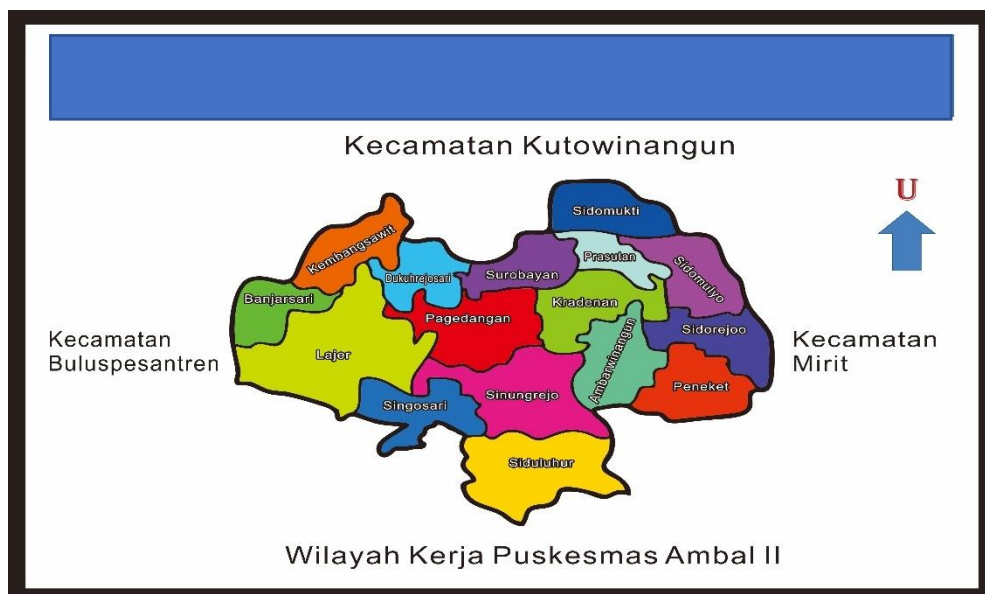 Kecamatan Kutowinangun
U
Sidomukti
Kembangsawit
Prasutan
Sidomulyo
Dukuhrejosari
Surobayan
Banjarsari
Kradenan
Pagedangan
Sidorejoo
Kecamatan
Buluspesantren
Kecamatan
Mirit
Lajer
Ambarwinangun
Peneket
Singosari
Sinungrejo
Siduluhur
Wilayah Kerja Puskesmas Ambal II